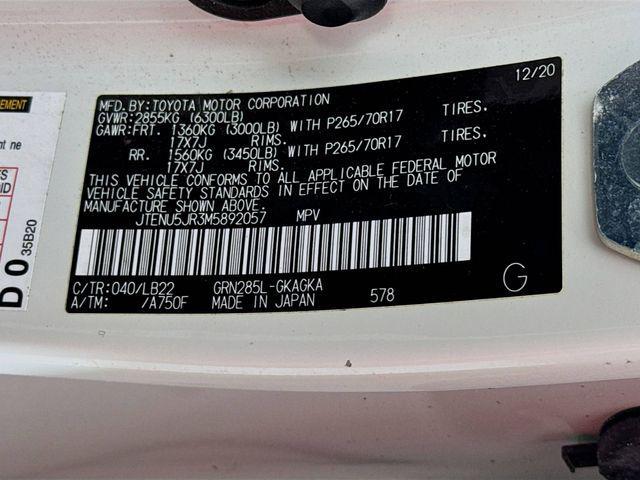 12/20
MFD. BY: TOYOTA MOTOR CORPORATION
GVWR: 2855KG (6300LB)
GAWR: FRT. 1360KG (3000LB) WITH P265/70R17 TIRES.
17X7J RIMS.
RR. 1560KG (3450LB) WITH P265/70R17 TIRES.
17X7J RIMS.
THIS VEHICLE CONFORMS TO ALL APPLICABLE FEDERAL MOTOR
VEHICLE SAFETY STANDARDS IN EFFECT ON THE DATE OF
MANUFACTURE SHOWN ABOVE.
JTENU5JR3M5892057 MPV
C/TR: 040/LB22 GRN285L-GKAGKA
A/TM: /A750F MADE IN JAPAN 578
G
35B20